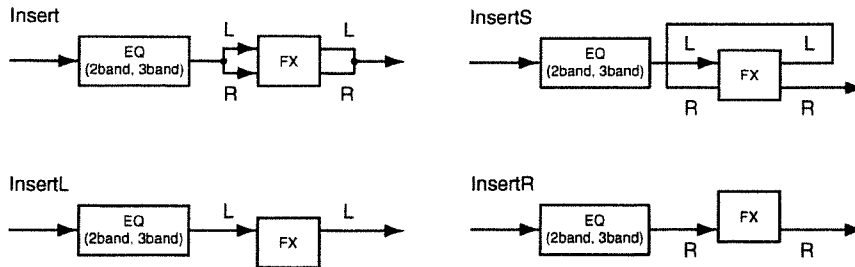 Insert
L
L
EQ
(2band, 3band)
FX
R
R
InsertS
L
L
EQ
(2band, 3band)
FX
R
R
InsertL
L
L
EQ
(2band, 3band)
FX
InsertR
EQ
(2band, 3band)
FX
R
R